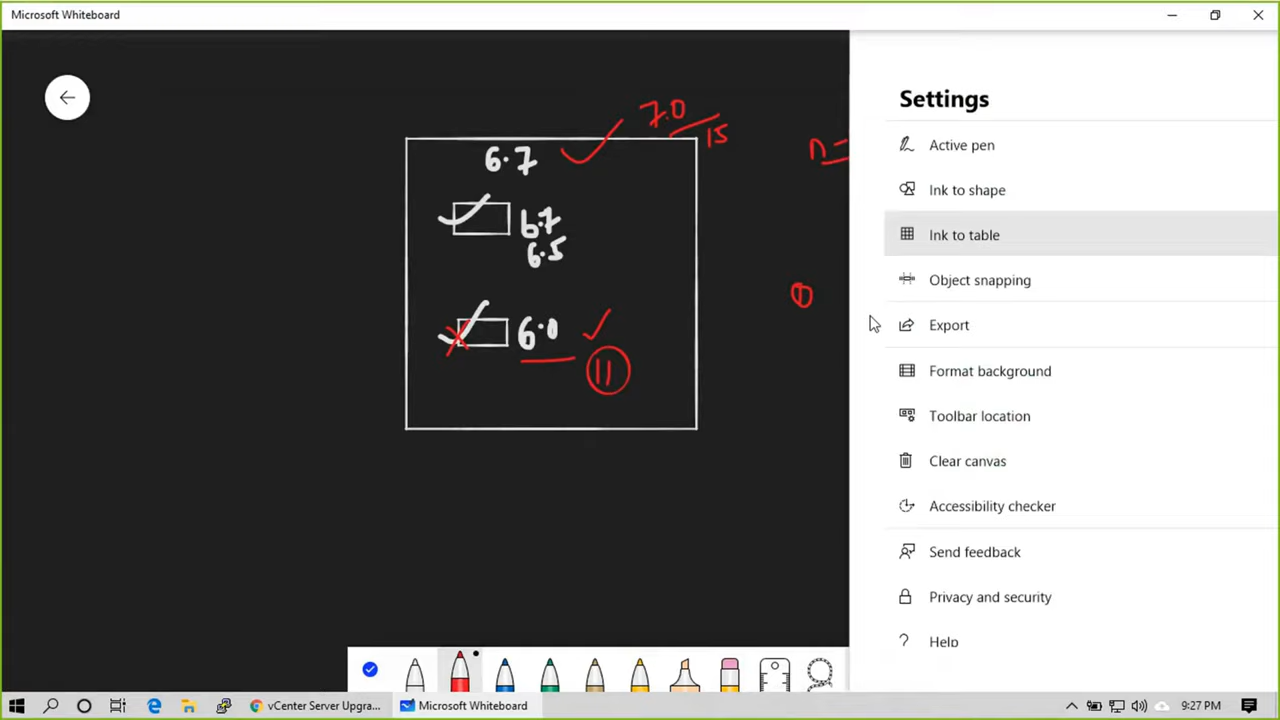 Microsoft Whiteboard
7.0
15
6.7
n=
6.7
6.5
6.0
11
Settings
Active pen
Ink to shape
Ink to table
Object snapping
Export
Format background
Toolbar location
Clear canvas
Accessibility checker
Send feedback
Privacy and security
Help
vCenter Server Upgra...
Microsoft Whiteboard
9:27 PM